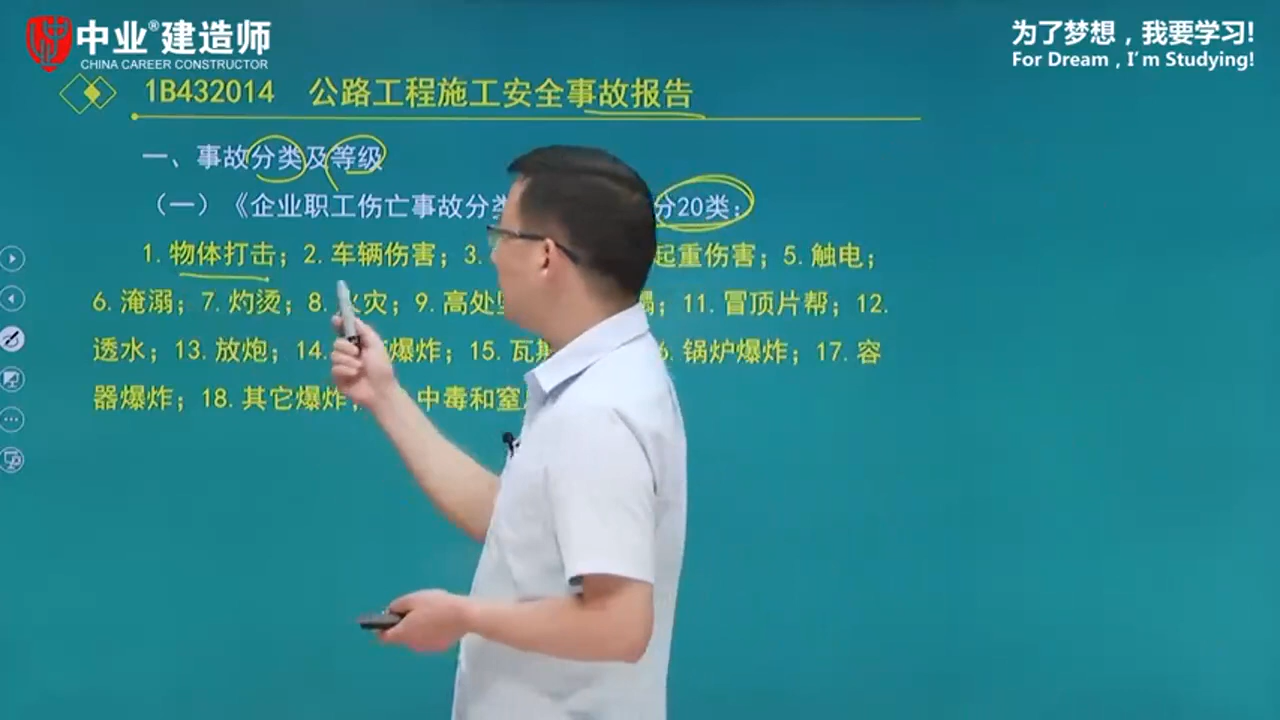 中业®建造师
CHINA CAREER CONSTRUCTOR
为了梦想，我要学习!
For Dream , I'm Studying!
1B432014 公路工程施工安全事故报告
一、事故分类及等级
（一）《企业职工伤亡事故分类 分20类：
1. 物体打击；2. 车辆伤害；3. 起重伤害；5. 触电；
6. 淹溺；7. 灼烫；8. 火灾；9. 高处 11. 冒顶片帮；12.
透水；13. 放炮；14. 爆炸；15. 瓦斯 锅炉爆炸；17. 容
器爆炸；18. 其它爆炸； 中毒和窒